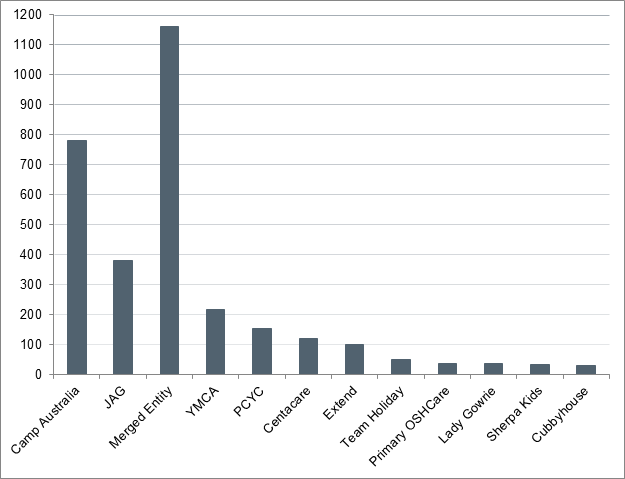 1200
1100
1000
900
800
700
600
500
400
300
200
100
0
Camp Australia
JAG
Merged Entity
YMCA
PCYC
Centacare
Extend
Team Holiday
Primary OSHCare
Lady Gowrie
Sherpa Kids
Cubbyhouse